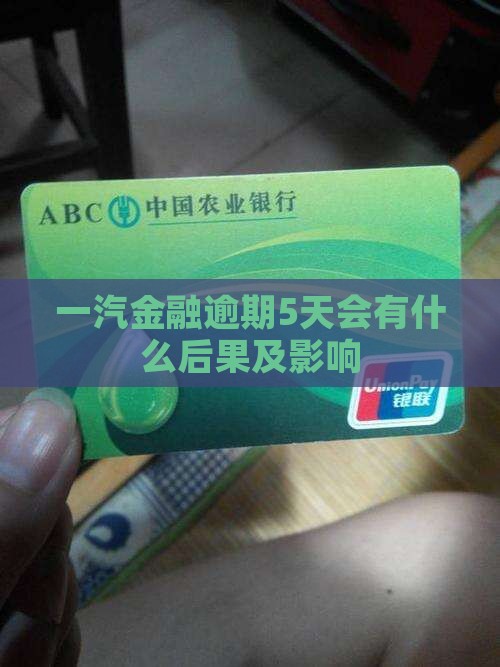 ABC 中国农业银行
一汽金融逾期5天会有什
么后果及影响
UnionPay
银联